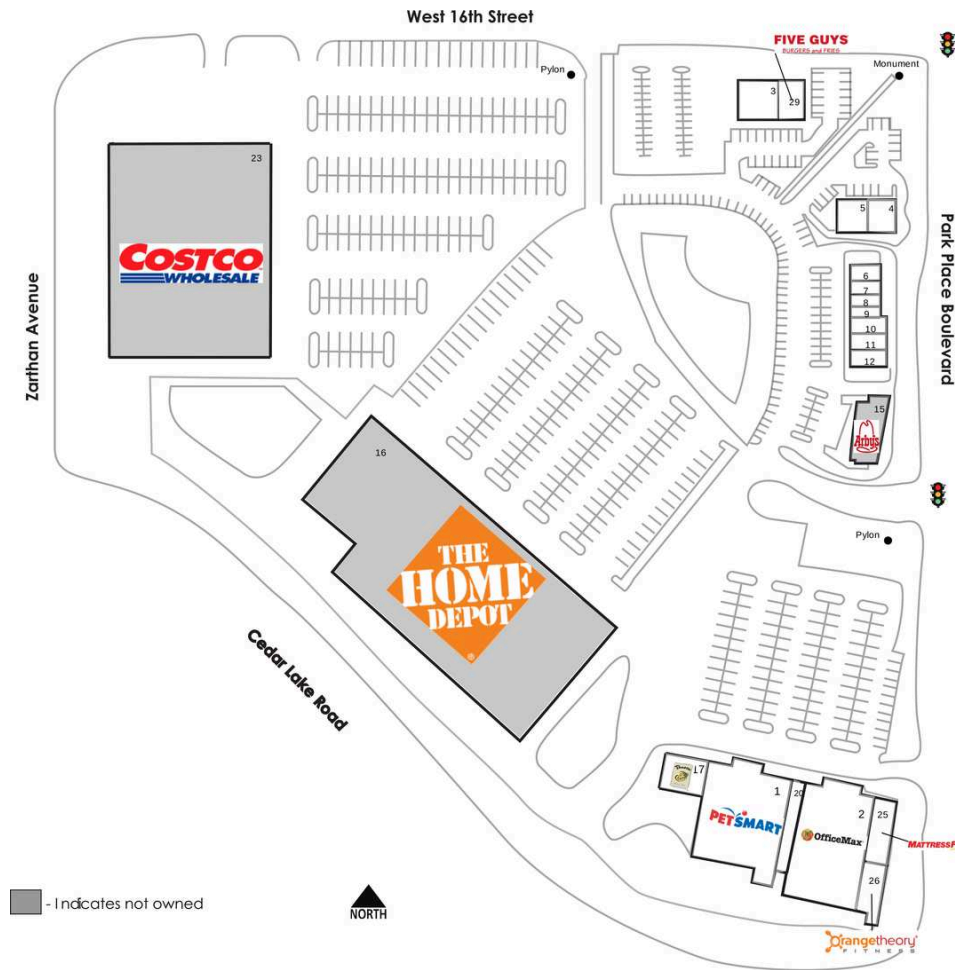 West 16th Street
FIVE GUYS
BURGERS and FRIES
Pylon
Monument
3
29
23
COSTCO
WHOLESALE
5
4
Park Place Boulevard
Zarthan Avenue
6
7
8
9
10
11
12
15
Arby's
16
THE
HOME
DEPOT
®
Pylon
Cedar Lake Road
17
1
20
2
25
PETSMART
OfficeMax
MATTRESS
26
- Indicates not owned
NORTH
Orangetheory
FITNESS